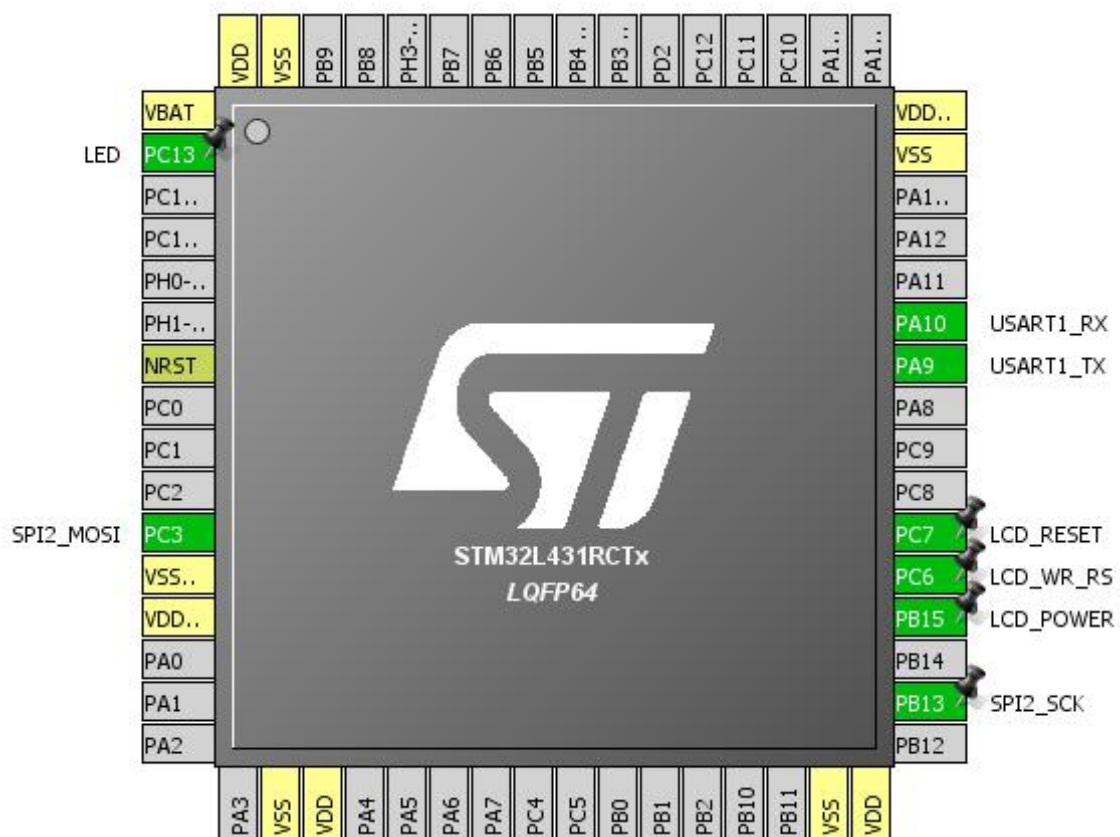 VDD
VSS
PB9
PB8
PH3-..
PB7
PB6
PB5
PB4 ..
PB3 ..
PD2
PC12
PC11
PC10
PA1..
PA1..
VBAT
LED PC13
PC1..
PC1..
PH0-..
PH1-..
NRST
PC0
PC1
PC2
SPI2_MOSI PC3
VSS..
VDD..
PA0
PA1
PA2
ST
STM32L431RCTx
LQFP64
VDD..
VSS
PA1..
PA12
PA11
PA10 USART1_RX
PA9 USART1_TX
PA8
PC9
PC8
PC7 LCD_RESET
PC6 LCD_WR_RS
PB15 LCD_POWER
PB14
PB13 SPI2_SCK
PB12
PA3
VSS
VDD
PA4
PA5
PA6
PA7
PC4
PC5
PB0
PB1
PB2
PB10
PB11
VSS
VDD